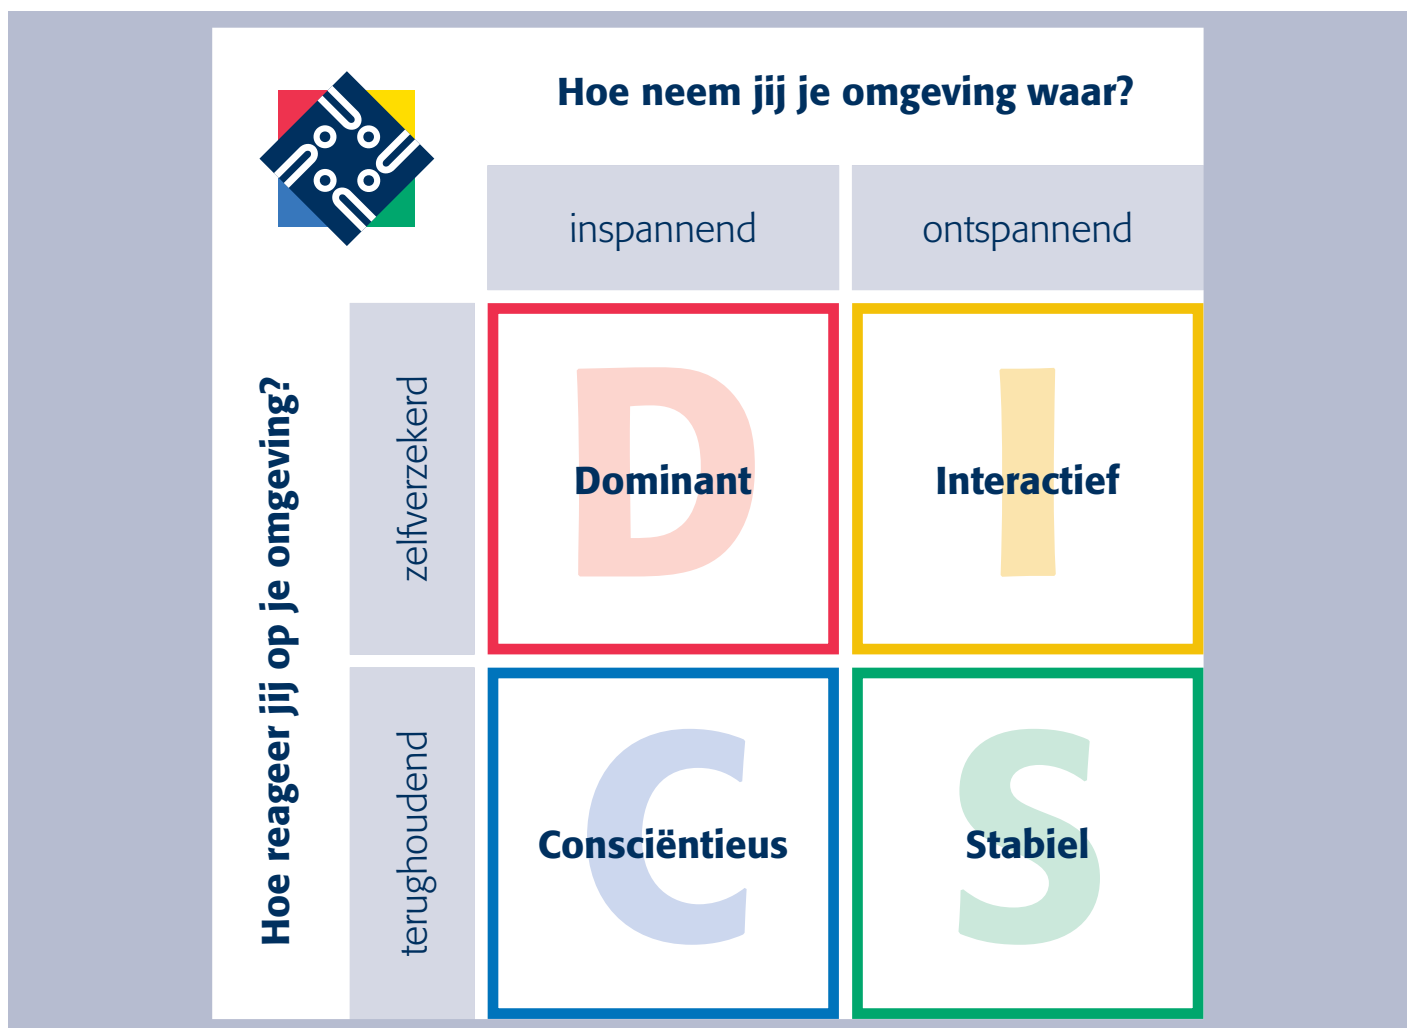 Hoe neem jij je omgeving waar?
inspannend
ontspannend
Hoe reageer jij op je omgeving?
zelfverzekerd
D
Dominant
I
Interactief
terughoudend
C
Consciëntieus
S
Stabiel